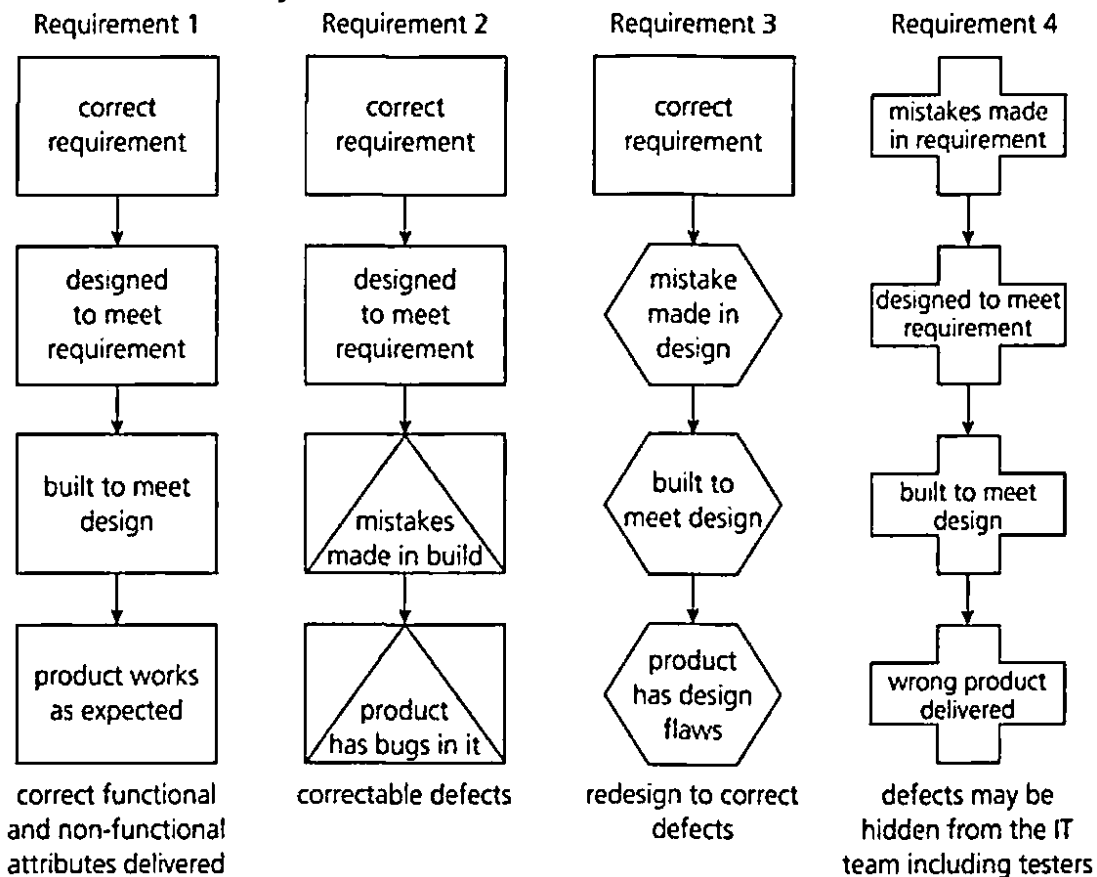 Requirement 1
correct
requirement
designed
to meet
requirement
built to meet
design
product works
as expected
correct functional
and non-functional
attributes delivered
Requirement 2
correct
requirement
designed
to meet
requirement
mistakes
made in build
product
has bugs in it
correctable defects
Requirement 3
correct
requirement
mistake
made in
design
built to
meet design
product
has design
flaws
redesign to correct
defects
Requirement 4
mistakes made
in requirement
designed to meet
requirement
built to meet
design
wrong product
delivered
defects may be
hidden from the IT
team including testers